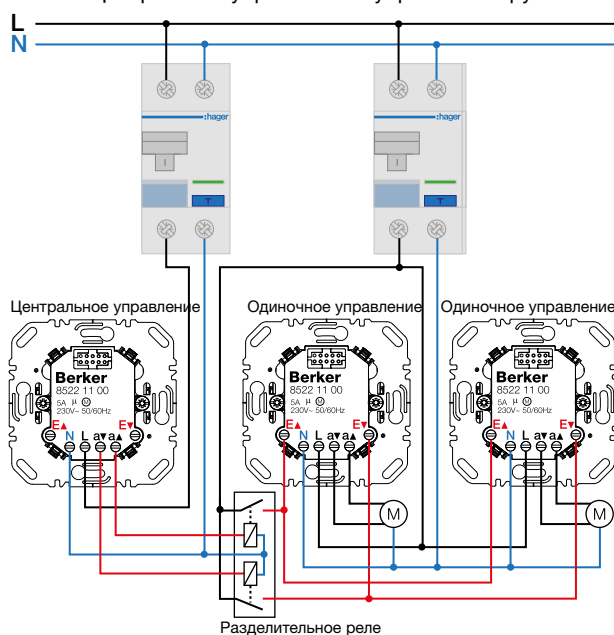 L
N
:hager
:hager
T
T
Центральное управление
Одиночное управление
Одиночное управление
Berker
8522 11 00
5A μ M
230V~ 50/60Hz
E▲ N L a▼ a▲ E▼
Berker
8522 11 00
5A μ M
230V~ 50/60Hz
E▲ N L a▼ a▲ E▼
Berker
8522 11 00
5A μ M
230V~ 50/60Hz
E▲ N L a▼ a▲ E▼
M
M
Разделительное реле